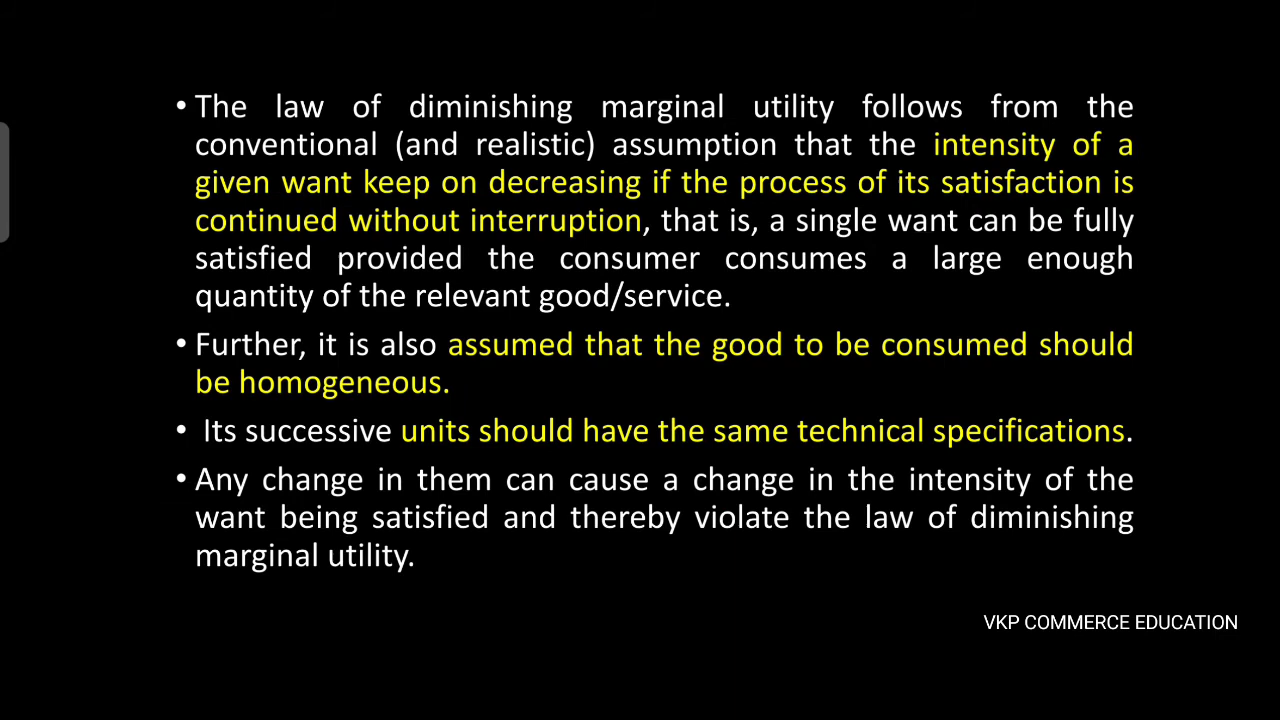 • The law of diminishing marginal utility follows from the
conventional (and realistic) assumption that the intensity of a
given want keep on decreasing if the process of its satisfaction is
continued without interruption, that is, a single want can be fully
satisfied provided the consumer consumes a large enough
quantity of the relevant good/service.
• Further, it is also assumed that the good to be consumed should
be homogeneous.
• Its successive units should have the same technical specifications.
• Any change in them can cause a change in the intensity of the
want being satisfied and thereby violate the law of diminishing
marginal utility.
VKP COMMERCE EDUCATION